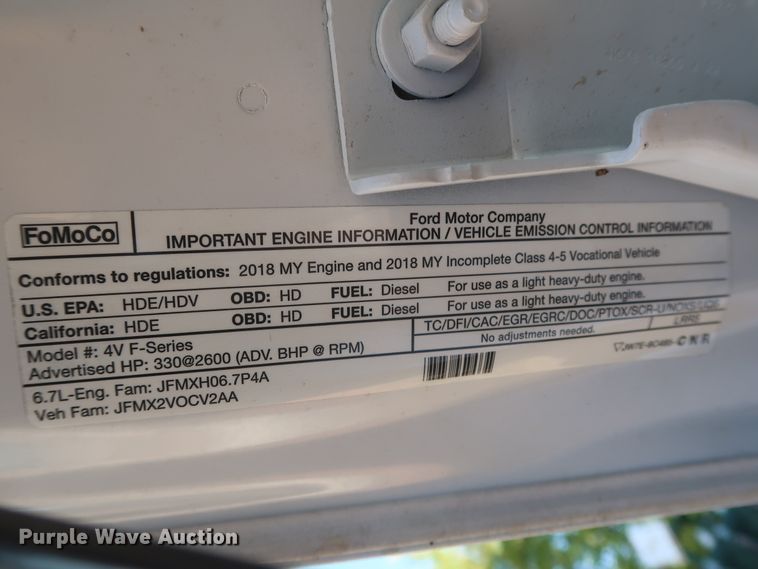 FoMoCo
Ford Motor Company
IMPORTANT ENGINE INFORMATION / VEHICLE EMISSION CONTROL INFORMATION
Conforms to regulations: 2018 MY Engine and 2018 MY Incomplete Class 4-5 Vocational Vehicle
U.S. EPA: HDE/HDV OBD: HD FUEL: Diesel For use as a light heavy-duty engine.
California: HDE OBD: HD FUEL: Diesel For use as a light heavy-duty engine.
Model #: 4V F-Series
Advertised HP: 330@2600 (ADV. BHP @ RPM)
TC/DFI/CAC/EGR/EGRC/DOC/PTOX/SCR-U/
No adjustments needed.
6.7L-Eng. Fam: JFMXH06.7P4A
Veh Fam: JFMX2VOCV2AA
Purple Wave Auction